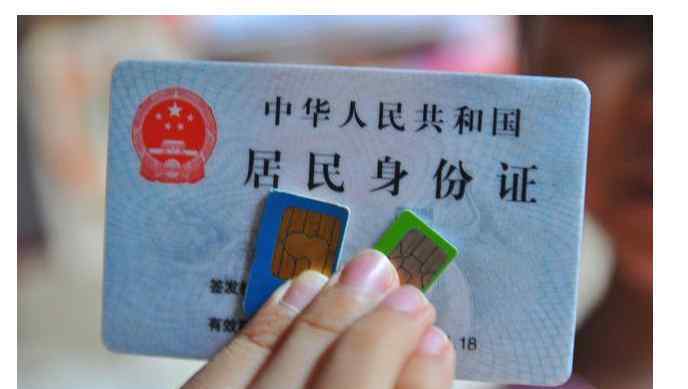 中华人民共和国
居民身份证
签发
有效
.18